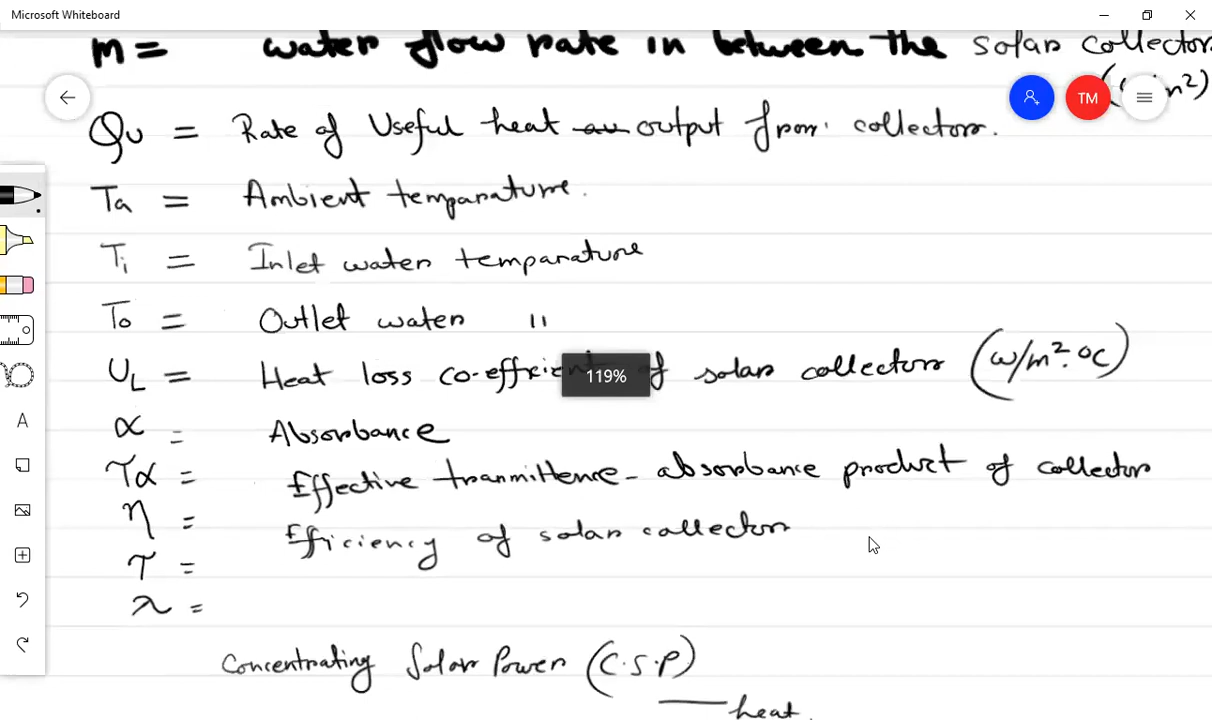 Microsoft Whiteboard
m = water flow rate in between the solar collector
TM
Qu = Rate of Useful heat output from collector.
Ta = Ambient temparature.
Ti = Inlet water temparature
To = Outlet water "
UL = Heat loss co-efficient of solar collector (w/m². °C)
119%
α = Absorbance
τα = Effective tranmittence - absorbance product of collector
η = Efficiency of solar collector
τ =
λ =
Concentrating Solar Power (C.S.P)
heat.
A